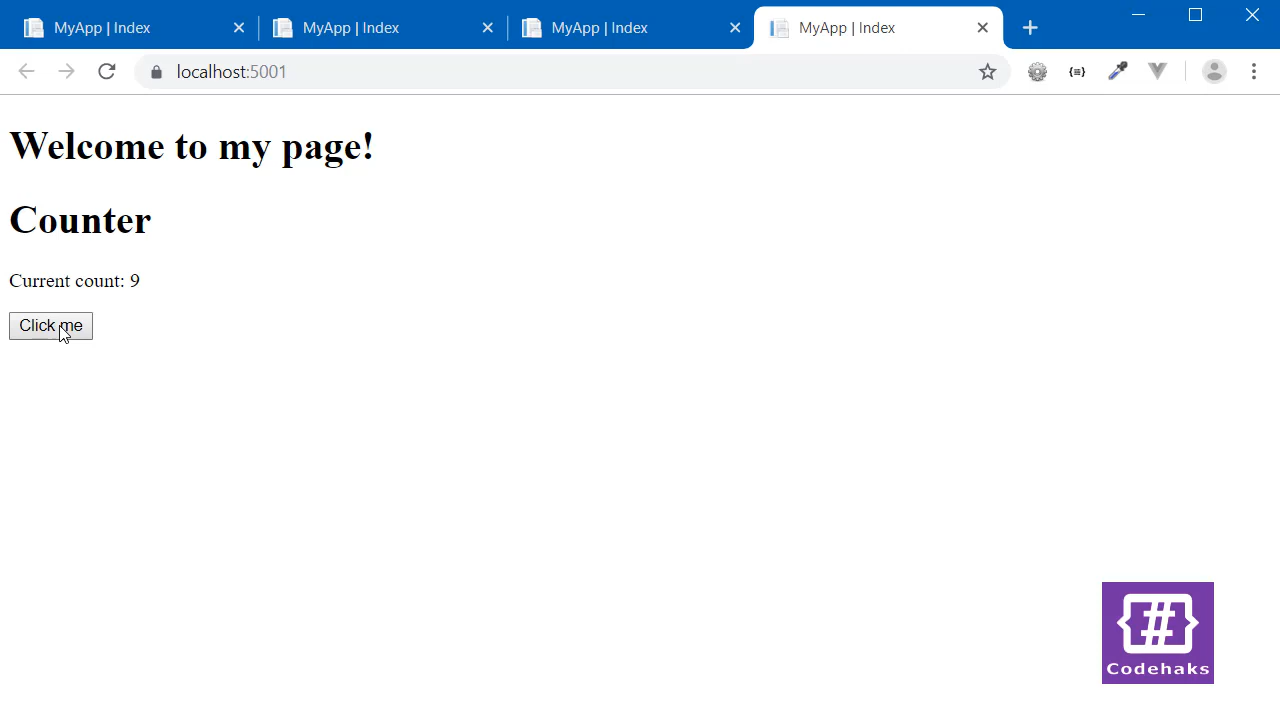 MyApp | Index
MyApp | Index
MyApp | Index
MyApp | Index
localhost:5001
Welcome to my page!
Counter
Current count: 9
Click me
{#}
Codehaks